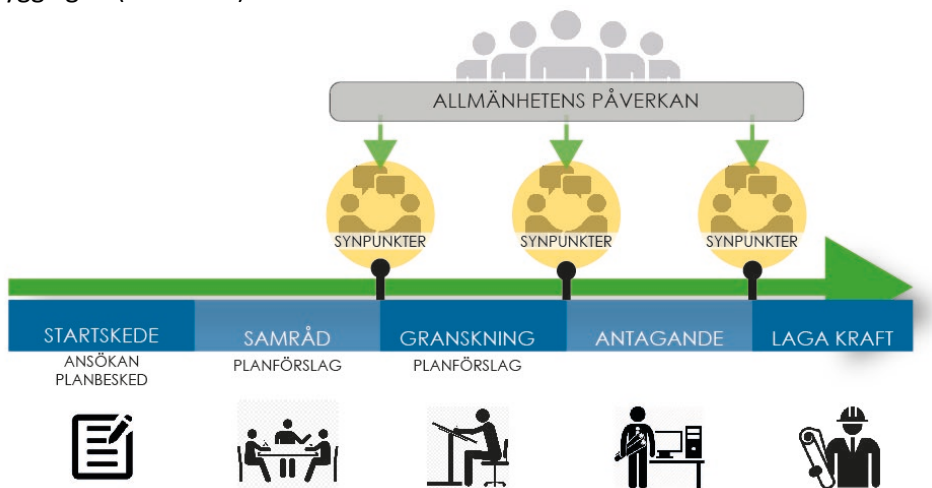 ALLMÄNHETENS PÅVERKAN
SYNPUNKTER SYNPUNKTER SYNPUNKTER
STARTSKEDE SAMRÅD GRANSKNING ANTAGANDE LAGA KRAFT
ANSÖKAN PLANFÖRSLAG PLANFÖRSLAG
PLANBESKED